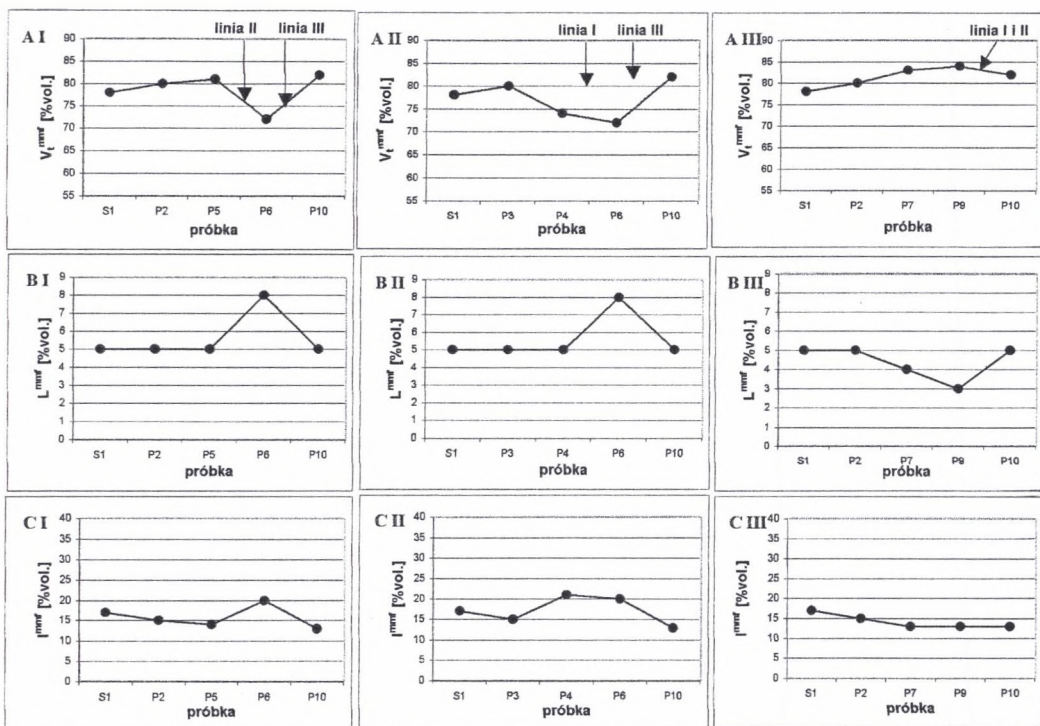 A I
linia II
linia III
V_t^mmf [%vol.]
90
85
80
75
70
65
60
55
S1
P2
P5
P6
P10
próbka
A II
linia I
linia III
V_t^mmf [%vol.]
90
85
80
75
70
65
60
55
S1
P3
P4
P6
P10
próbka
A III
linia I i II
V_t^mmf [%vol.]
90
85
80
75
70
65
60
55
S1
P2
P7
P9
P10
próbka
B I
L^mmf [%vol.]
9
8
7
6
5
4
3
2
1
0
S1
P2
P5
P6
P10
próbka
B II
L^mmf [%vol.]
9
8
7
6
5
4
3
2
1
0
S1
P3
P4
P6
P10
próbka
B III
L^mmf [%vol.]
9
8
7
6
5
4
3
2
1
0
S1
P2
P7
P9
P10
próbka
C I
I^mmf [%vol.]
40
35
30
25
20
15
10
5
0
S1
P2
P5
P6
P10
próbka
C II
I^mmf [%vol.]
40
35
30
25
20
15
10
5
0
S1
P3
P4
P6
P10
próbka
C III
I^mmf [%vol.]
40
35
30
25
20
15
10
5
0
S1
P2
P7
P9
P10
próbka